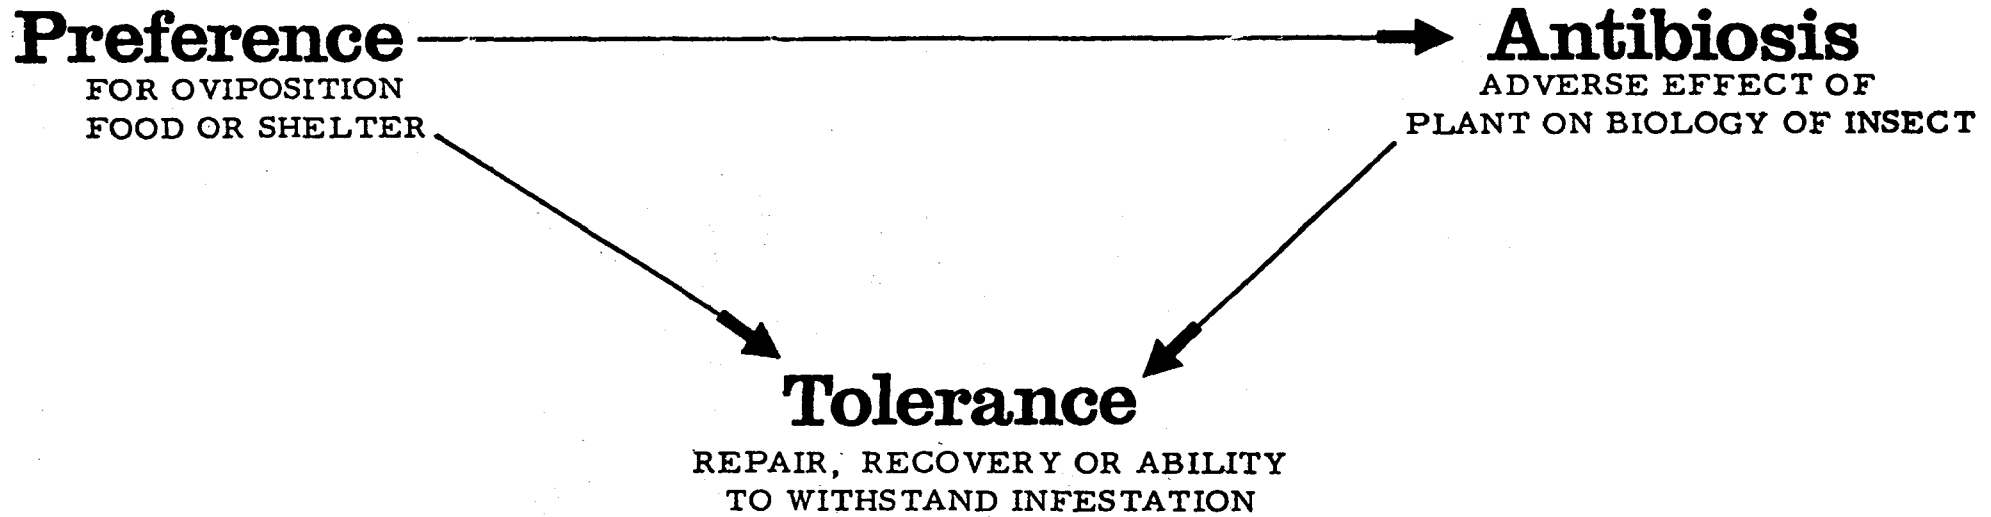 Preference
FOR OVIPOSITION
FOOD OR SHELTER
Antibiosis
ADVERSE EFFECT OF
PLANT ON BIOLOGY OF INSECT
Tolerance
REPAIR, RECOVERY OR ABILITY
TO WITHSTAND INFESTATION